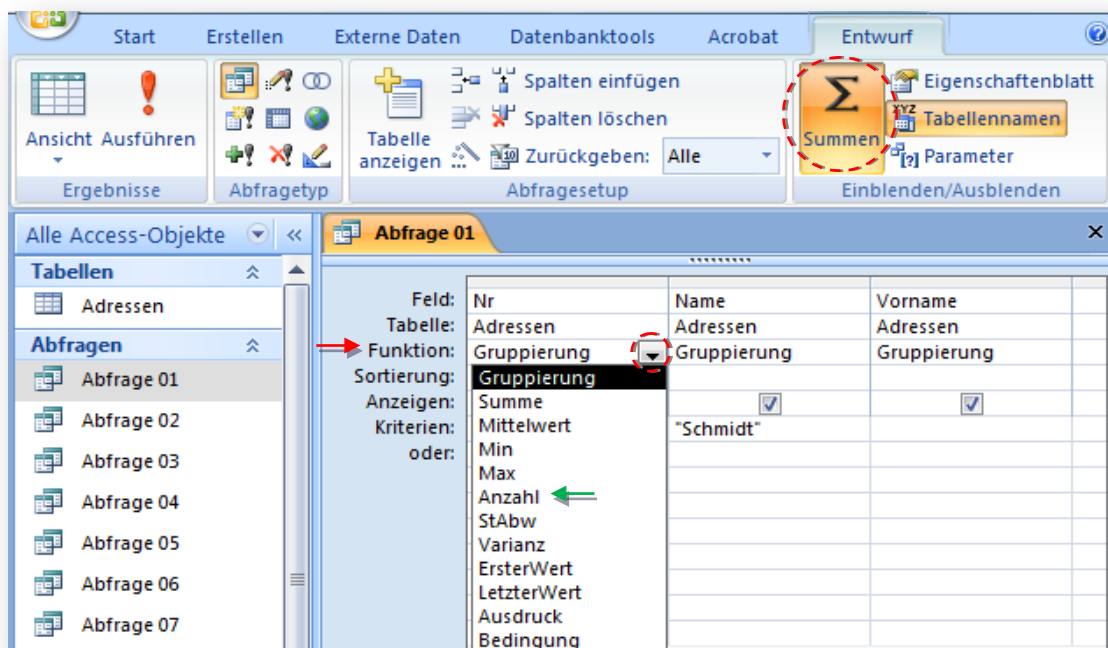 Start Erstellen Externe Daten Datenbanktools Acrobat Entwurf
Ansicht Ausführen
Ergebnisse
Abfragetyp
Tabelle anzeigen
Spalten einfügen
Spalten löschen
Zurückgeben: Alle
Abfragesetup
Σ
Summen
Eigenschaftenblatt
XYZ Tabellennamen
[?] Parameter
Einblenden/Ausblenden
Alle Access-Objekte «
Tabellen
Adressen
Abfragen
Abfrage 01
Abfrage 02
Abfrage 03
Abfrage 04
Abfrage 05
Abfrage 06
Abfrage 07
Abfrage 01
Feld: Nr Name Vorname
Tabelle: Adressen Adressen Adressen
Funktion: Gruppierung Gruppierung Gruppierung
Sortierung: Gruppierung
Anzeigen: Summe
Kriterien: Mittelwert "Schmidt"
oder: Min
Max
Anzahl
StAbw
Varianz
ErsterWert
LetzterWert
Ausdruck
Bedingung